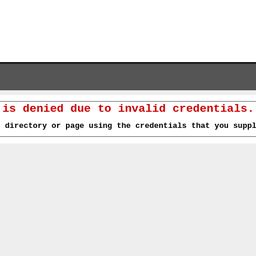 is denied due to invalid credentials.
directory or page using the credentials that you suppl